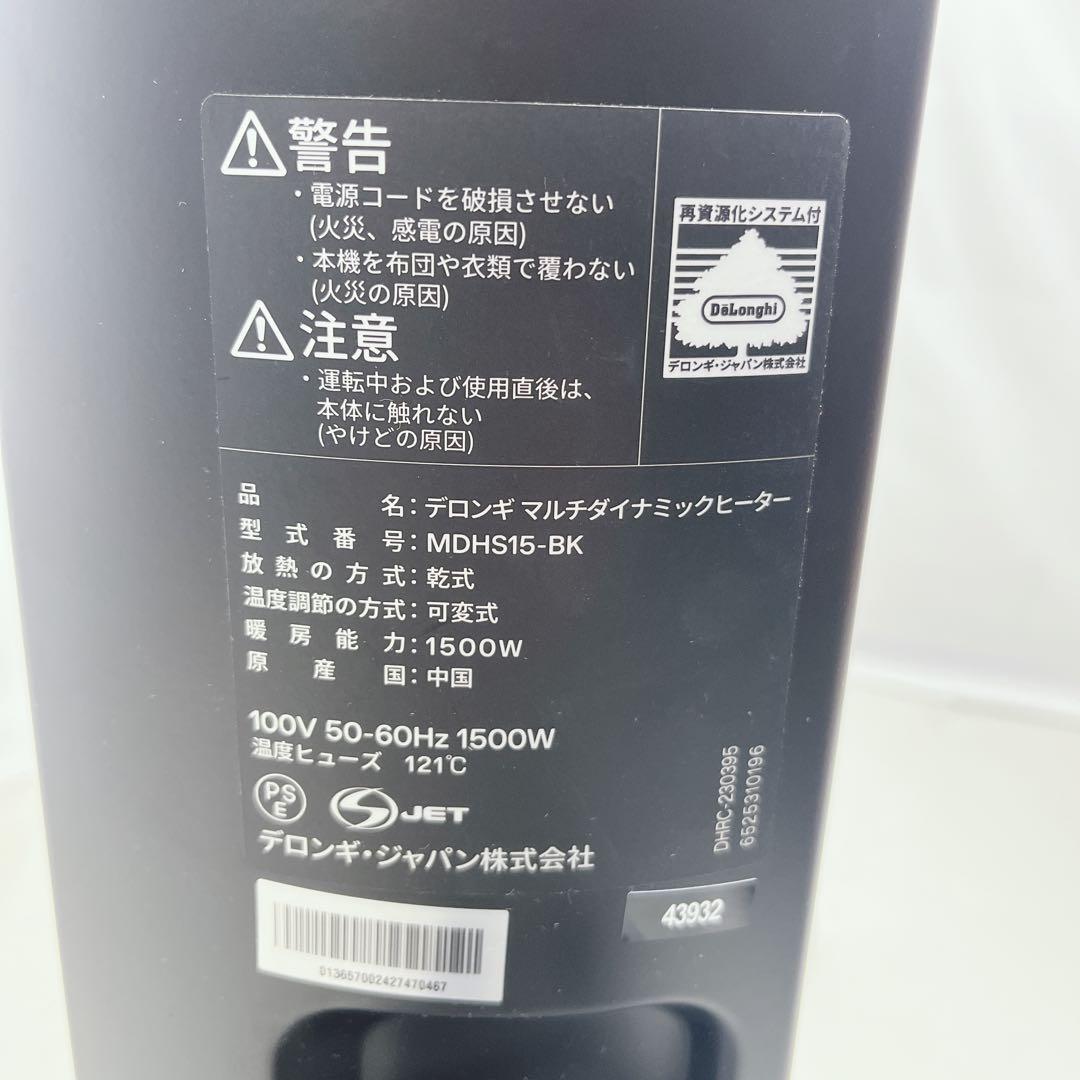 警告
・電源コードを破損させない
(火災、感電の原因)
・本機を布団や衣類で覆わない
(火災の原因)
注意
・運転中および使用直後は、
本体に触れない
(やけどの原因)
再資源化システム付
DeLonghi
デロンギ・ジャパン株式会社
品名：デロンギ マルチダイナミックヒーター
型式番号：MDHS15-BK
放熱の方式：乾式
温度調節の方式：可変式
暖房能力：1500W
原産国：中国
100V 50-60Hz 1500W
温度ヒューズ 121℃
PSE
JET
デロンギ・ジャパン株式会社
DHRC-230395
6525310196
43932
013657002427470467